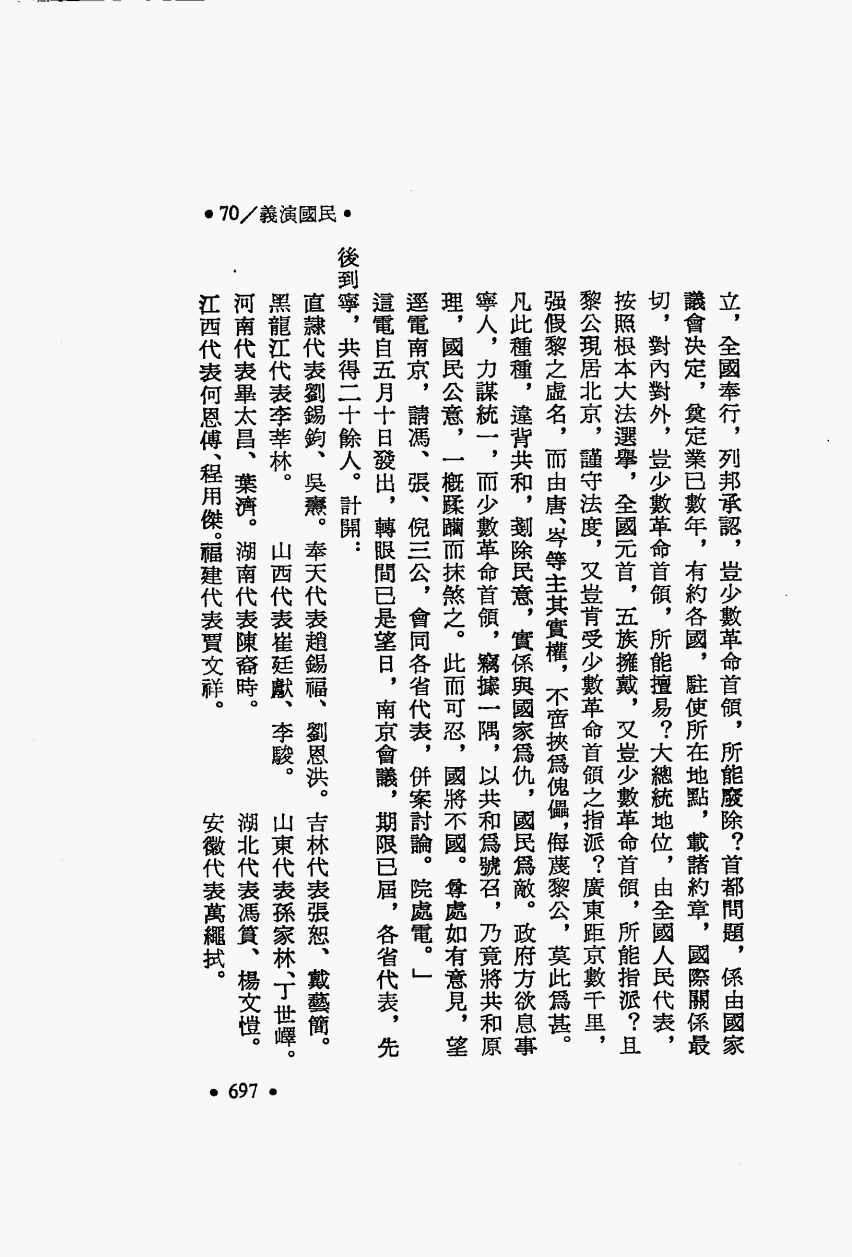 •70/義演國民•
立，全國奉行，列邦承認，豈少數革命首領，所能廢除？首都問題，係由國家
議會決定，奠定業已數年，有約各國，駐使所在地點，載諸約章，國際關係最
切，對內對外，豈少數革命首領，所能擅易？大總統地位，由全國人民代表，
按照根本大法選舉，全國元首，五族擁戴，又豈少數革命首領，所能指派？且
黎公現居北京，謹守法度，又豈肯受少數革命首領之指派？廣東距京數千里，
强假黎之虛名，而由唐、岑等主其實權，不啻挾爲傀儡，侮蔑黎公，莫此爲甚。
凡此種種，違背共和，剗除民意，實係與國家爲仇，國民爲敵。政府方欲息事
寧人，力謀統一，而少數革命首領，竊據一隅，以共和爲號召，乃竟將共和原
理，國民公意，一概蹂躪而抹煞之。此而可忍，國將不國。尊處如有意見，望
逕電南京，請馮、張、倪三公，會同各省代表，併案討論。院處電。」
這電自五月十日發出，轉眼間已是望日，南京會議，期限已屆，各省代表，先
後到寧，共得二十餘人。計開：
直隸代表劉錫鈞、吳燾。奉天代表趙錫福、劉恩洪。吉林代表張恕、戴藝簡。
黑龍江代表李莘林。山西代表崔廷獻、李駿。山東代表孫家林、丁世嶧。
河南代表畢太昌、葉濟。湖南代表陳裔時。湖北代表馮篔、楊文愷。
江西代表何恩傅、程用傑。福建代表賈文祥。安徽代表萬繩拭。
•697•